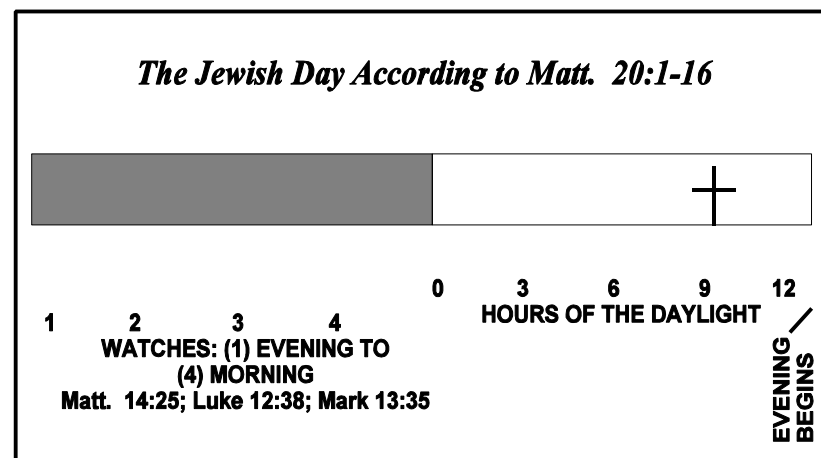 The Jewish Day According to Matt. 20:1-16
0 3 6 9 12
HOURS OF THE DAYLIGHT
1 2 3 4
WATCHES: (1) EVENING TO
(4) MORNING
Matt. 14:25; Luke 12:38; Mark 13:35
EVENING
BEGINS